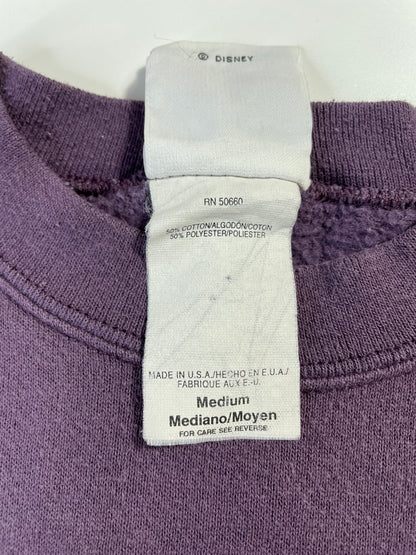 © DISNEY
RN 50660
50% COTTON/ALGODÓN/COTON
50% POLYESTER/POLIESTER
MADE IN U.S.A./HECHO EN E.U.A./
FABRIQUE AUX E.-U.
Medium
Mediano/Moyen
FOR CARE SEE REVERSE